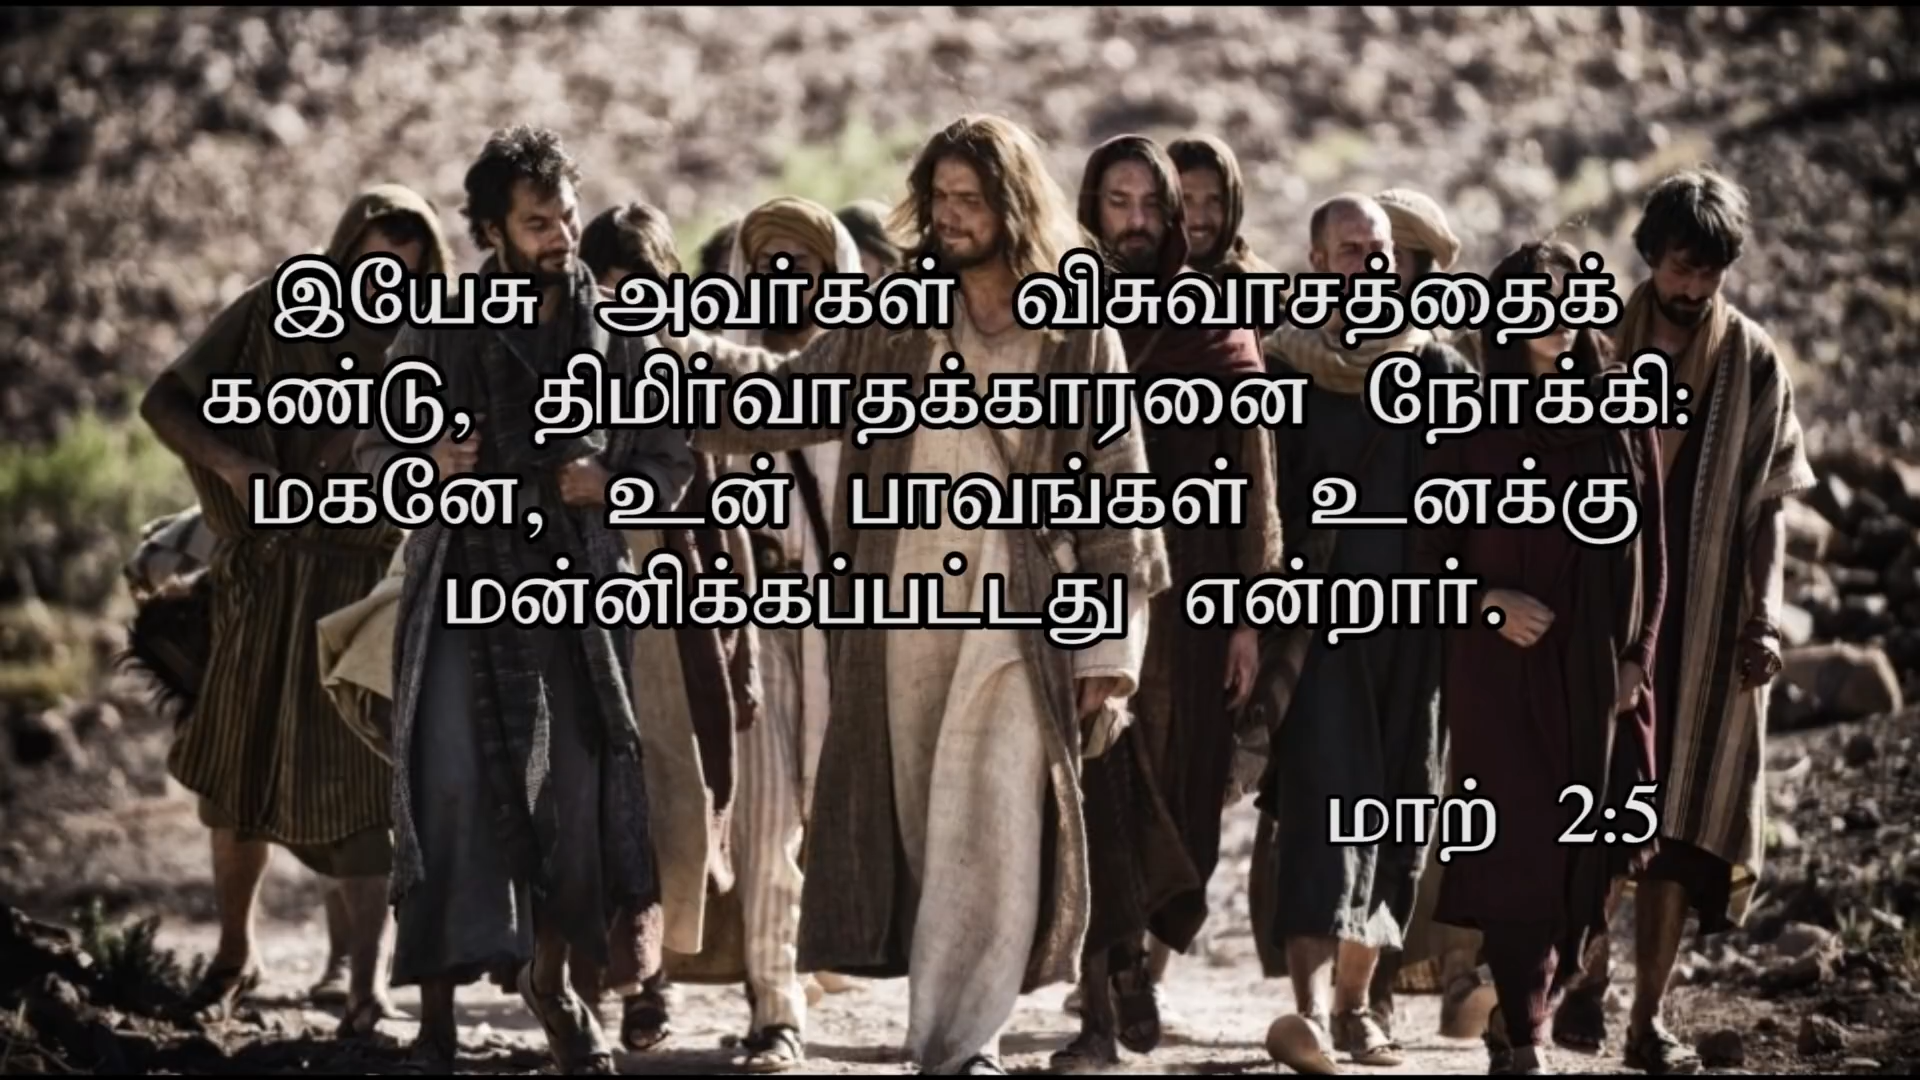 இயேசு அவர்கள் விசுவாசத்தைக்
கண்டு, திமிர்வாதக்காரனை நோக்கி:
மகனே, உன் பாவங்கள் உனக்கு
மன்னிக்கப்பட்டது என்றார்.
மாற் 2:5